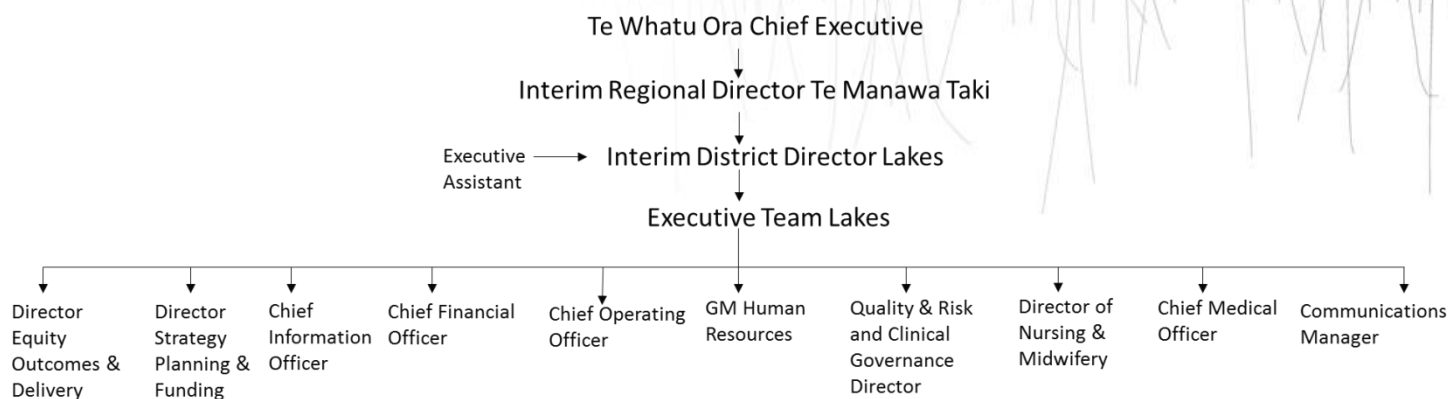 Te Whatu Ora Chief Executive
Interim Regional Director Te Manawa Taki
Executive
Assistant
Interim District Director Lakes
Executive Team Lakes
Director
Equity
Outcomes &
Delivery
Director
Strategy
Planning &
Funding
Chief
Information
Officer
Chief Financial
Officer
Chief Operating
Officer
GM Human
Resources
Quality & Risk
and Clinical
Governance
Director
Director of
Nursing &
Midwifery
Chief Medical
Officer
Communications
Manager